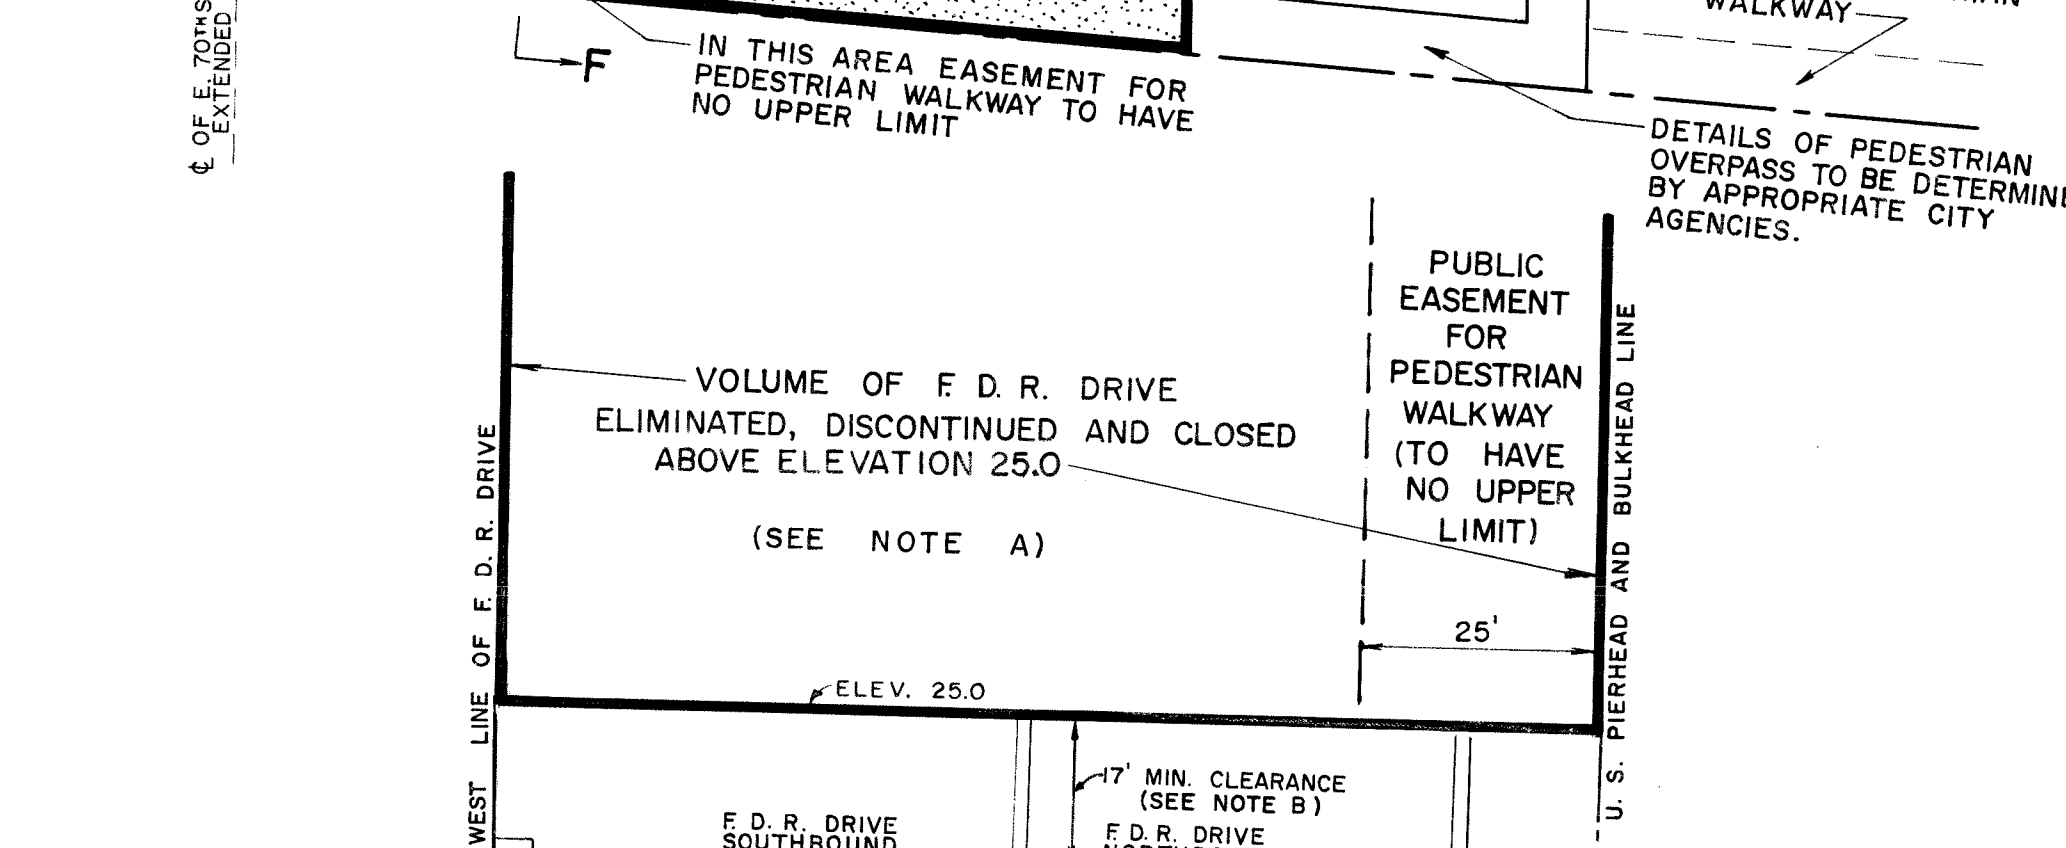 ℄ OF E. 70TH S
EXTENDED
F
IN THIS AREA EASEMENT FOR
PEDESTRIAN WALKWAY TO HAVE
NO UPPER LIMIT
WALKWAY
DETAILS OF PEDESTRIAN
OVERPASS TO BE DETERMINE
BY APPROPRIATE CITY
AGENCIES.
PUBLIC
EASEMENT
FOR
PEDESTRIAN
WALKWAY
(TO HAVE
NO UPPER
LIMIT)
VOLUME OF F. D. R. DRIVE
ELIMINATED, DISCONTINUED AND CLOSED
ABOVE ELEVATION 25.0
(SEE NOTE A)
25'
ELEV. 25.0
WEST LINE OF F. D. R. DRIVE
U. S. PIERHEAD AND BULKHEAD LINE
17' MIN. CLEARANCE
(SEE NOTE B)
F. D. R. DRIVE
SOUTHBOUND
F. D. R. DRIVE